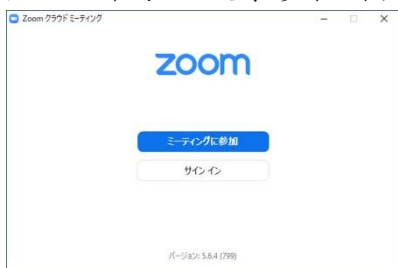 Zoom クラウド ミーティング
zoom
ミーティングに参加
サイン イン
バージョン: 5.6.4 (799)